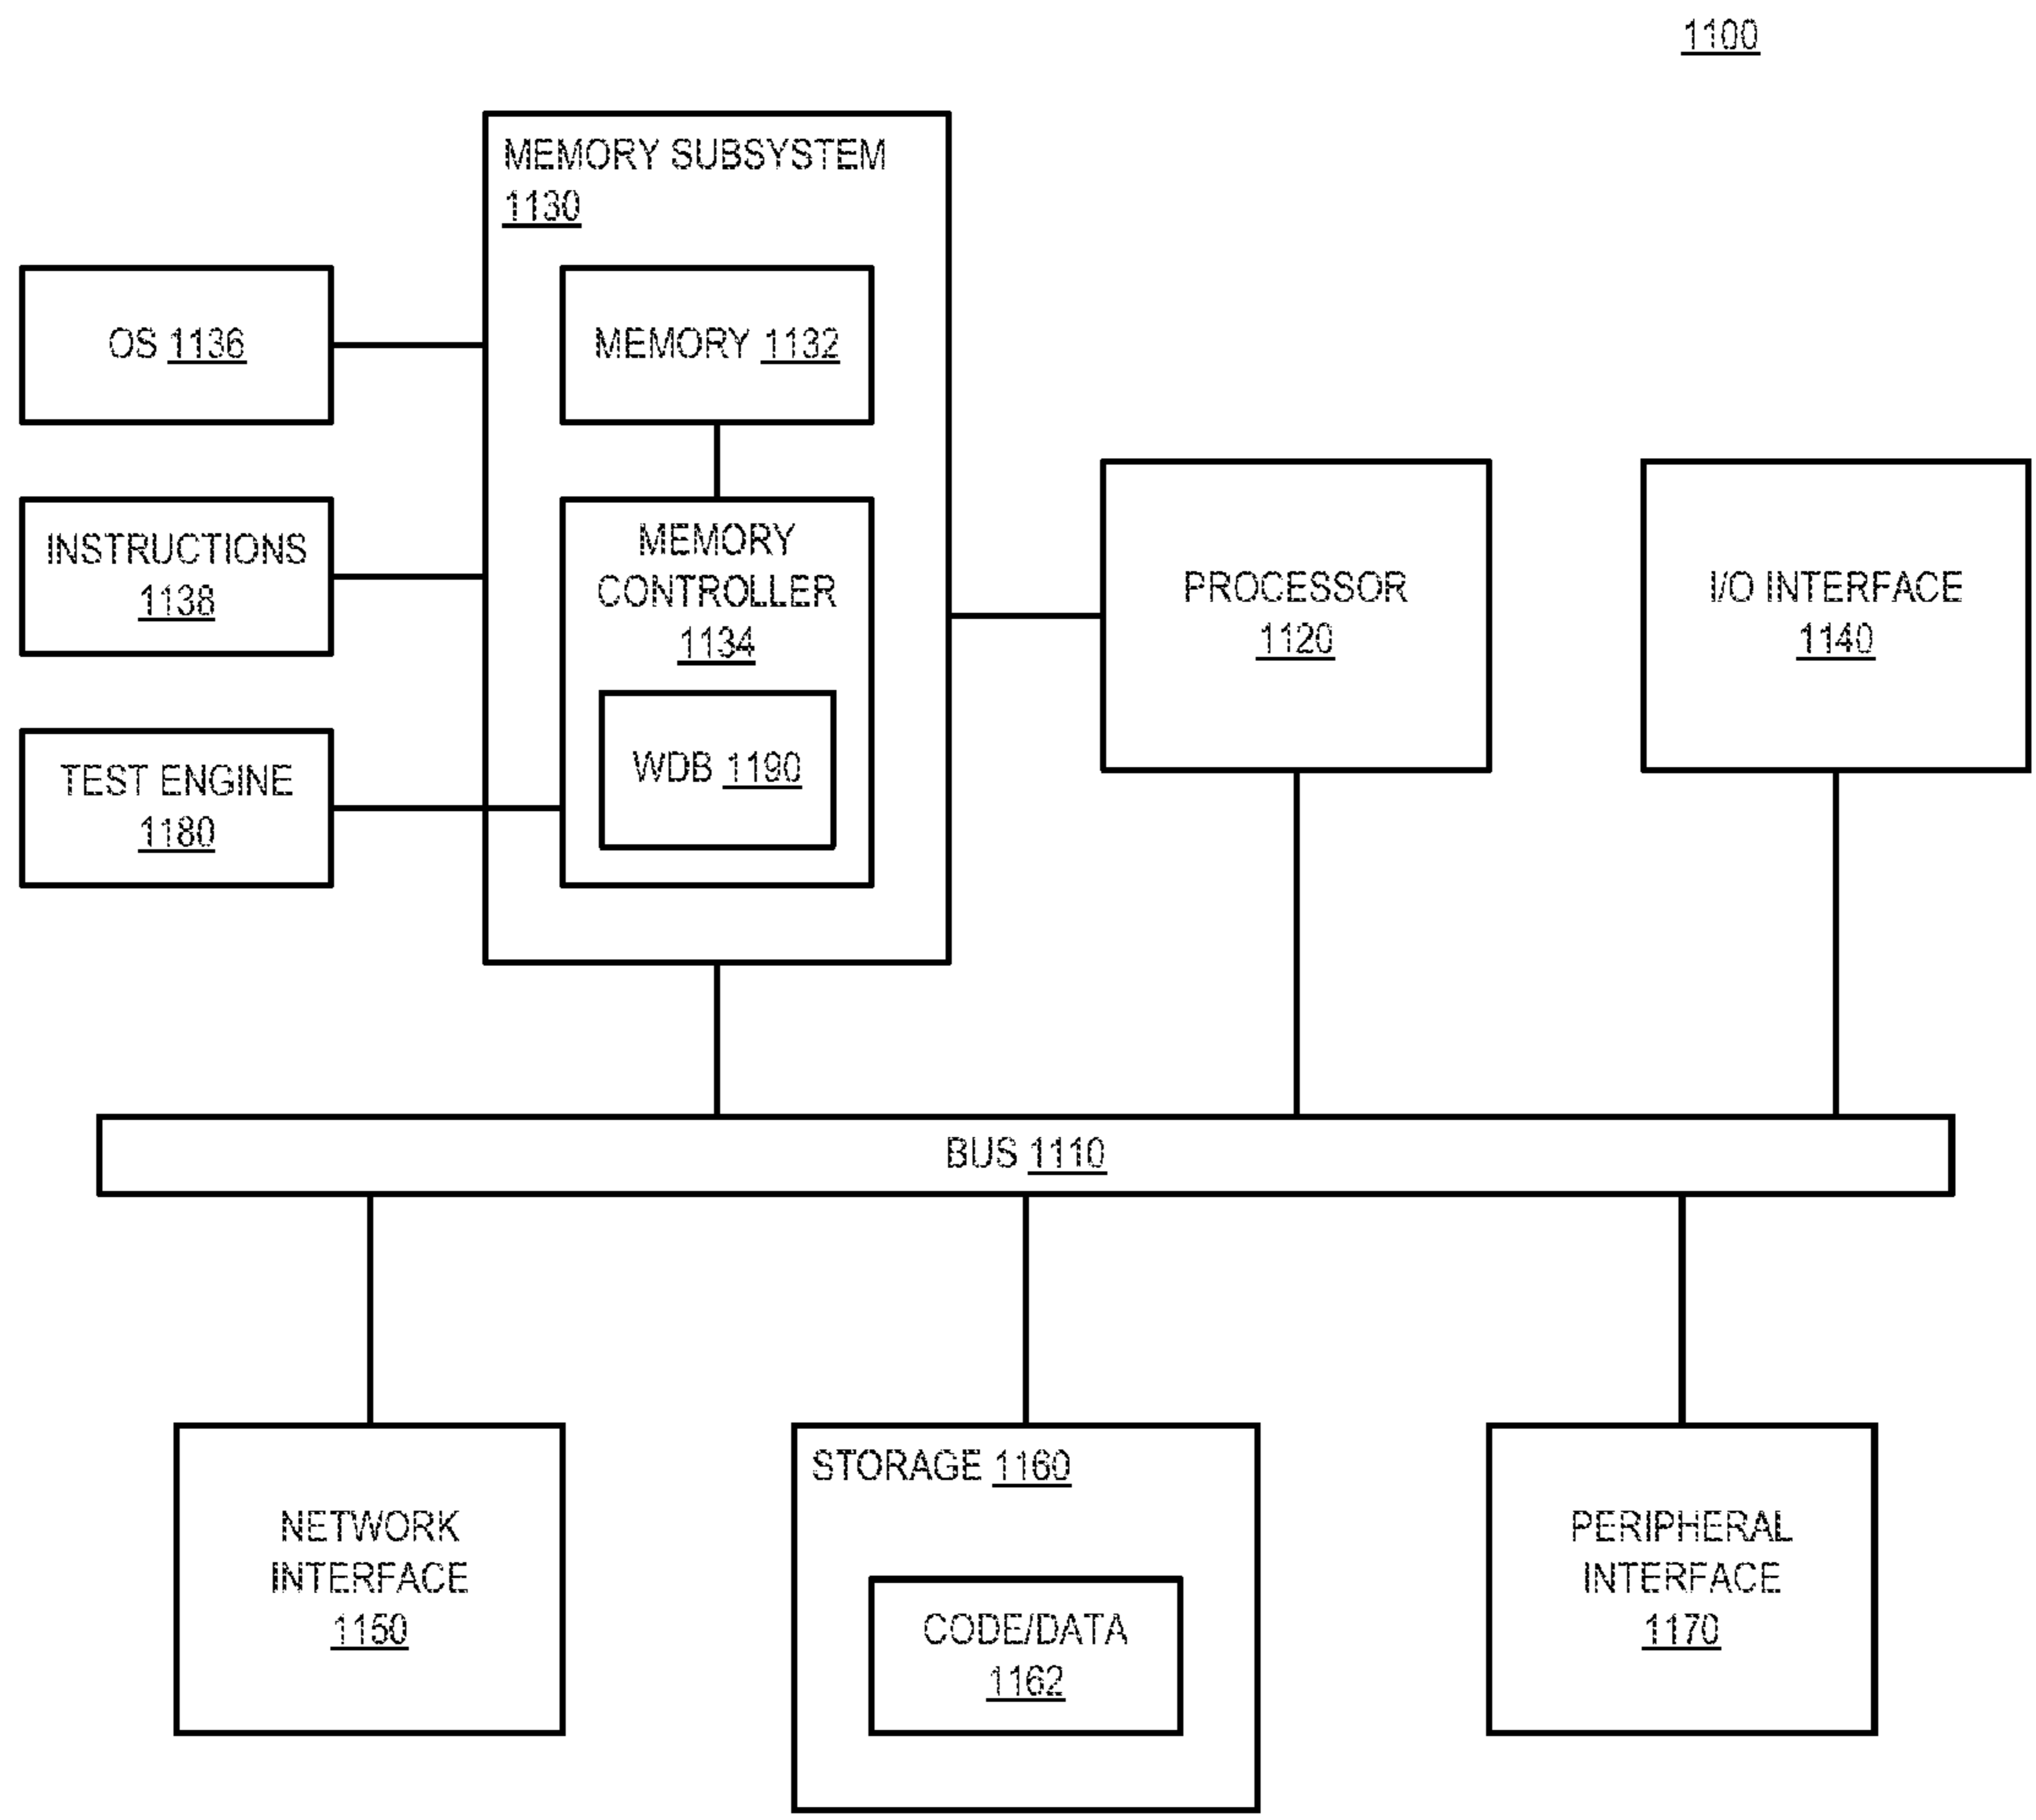 1100
MEMORY SUBSYSTEM
1130
OS 1136
MEMORY 1132
INSTRUCTIONS
1138
MEMORY
CONTROLLER
1134
PROCESSOR
1120
I/O INTERFACE
1140
TEST ENGINE
1180
WDB 1190
BUS 1110
NETWORK
INTERFACE
1150
STORAGE 1160
CODE/DATA
1162
PERIPHERAL
INTERFACE
1170